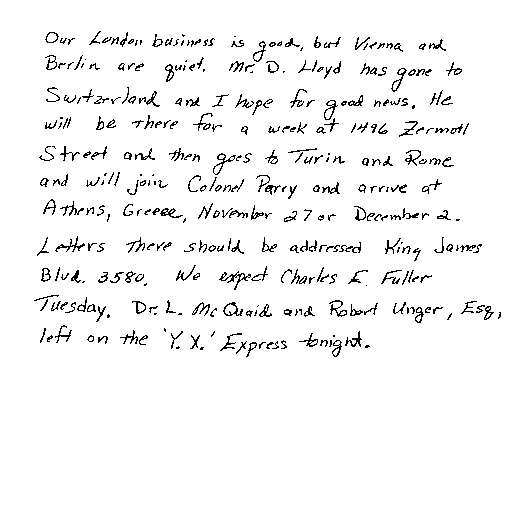 Our London business is good, but Vienna and
Berlin are quiet. Mr. D. Lloyd has gone to
Switzerland and I hope for good news. He
will be there for a week at 1496 Zermott
Street and then goes to Turin and Rome
and will join Colonel Parry and arrive at
Athens, Greece, November 27 or December 2.
Letters there should be addressed King James
Blvd. 3580. We expect Charles E. Fuller
Tuesday. Dr. L. McQuaid and Robert Unger, Esq,
left on the 'Y. X.' Express tonight.